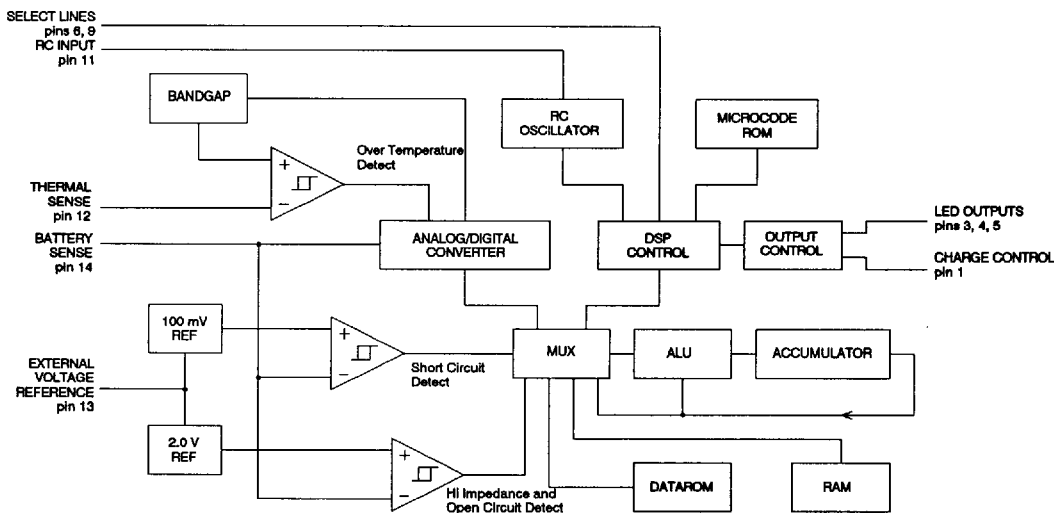 SELECT LINES
pins 6, 9
RC INPUT
pin 11
BANDGAP
RC
OSCILLATOR
MICROCODE
ROM
Over Temperature
Detect
+
−
THERMAL
SENSE
pin 12
BATTERY
SENSE
pin 14
ANALOG/DIGITAL
CONVERTER
DSP
CONTROL
OUTPUT
CONTROL
LED OUTPUTS
pins 3, 4, 5
CHARGE CONTROL
pin 1
100 mV
REF
+
−
Short Circuit
Detect
MUX
ALU
ACCUMULATOR
EXTERNAL
VOLTAGE
REFERENCE
pin 13
2.0 V
REF
+
−
Hi Impedance and
Open Circuit Detect
DATAROM
RAM